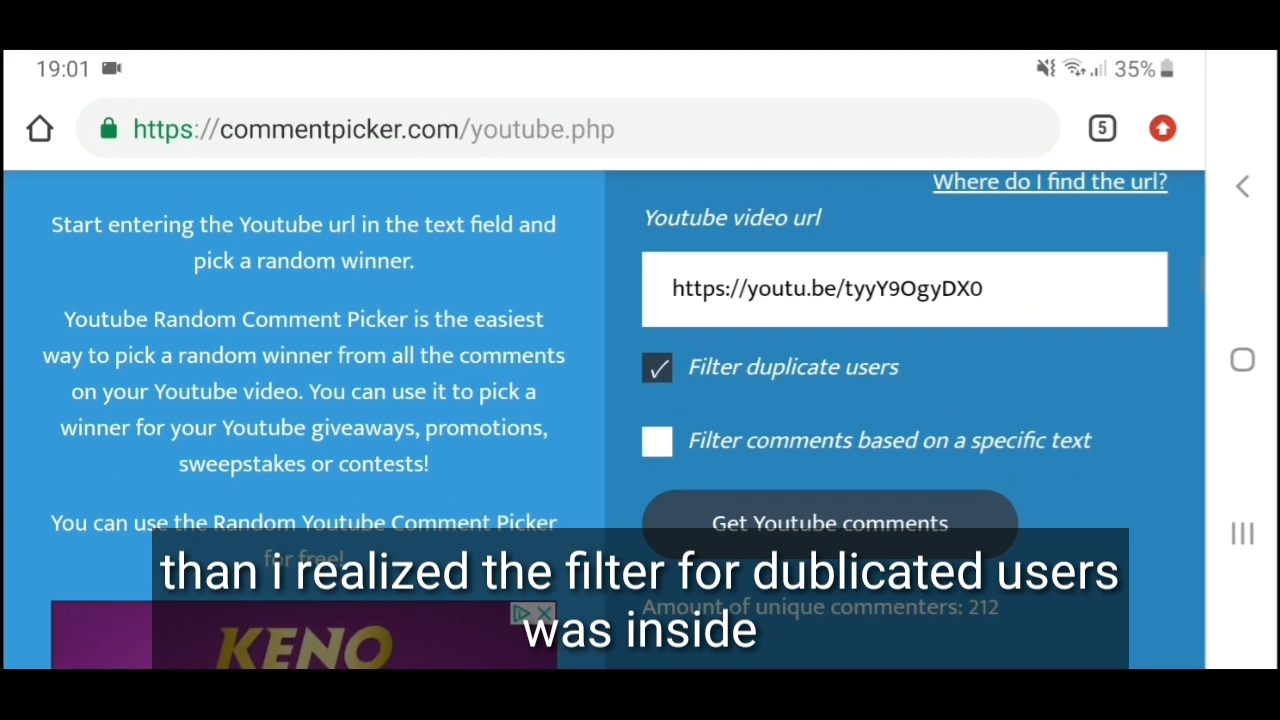 19:01
35%
https://commentpicker.com/youtube.php
5
Start entering the Youtube url in the text field and
pick a random winner.
Youtube Random Comment Picker is the easiest
way to pick a random winner from all the comments
on your Youtube video. You can use it to pick a
winner for your Youtube giveaways, promotions,
sweepstakes or contests!
You can use the Random Youtube Comment Picker
for free!
KENO
Where do I find the url?
Youtube video url
https://youtu.be/tyyY9OgyDX0
Filter duplicate users
Filter comments based on a specific text
Get Youtube comments
Amount of unique commenters: 212
than i realized the filter for dublicated users
was inside